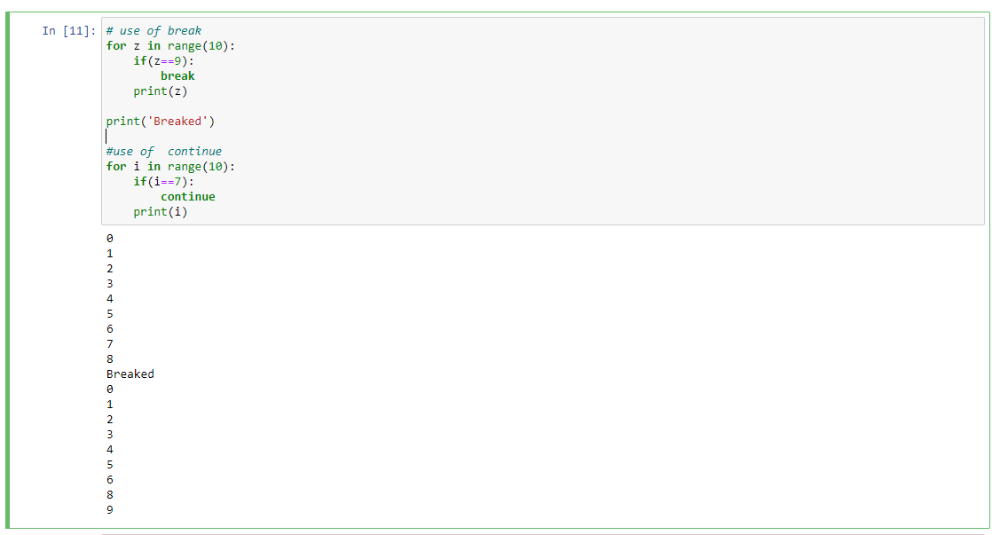 In [11]: # use of break
for z in range(10):
    if(z==9):
        break
    print(z)

print('Breaked')

#use of  continue
for i in range(10):
    if(i==7):
        continue
    print(i)
0
1
2
3
4
5
6
7
8
Breaked
0
1
2
3
4
5
6
8
9